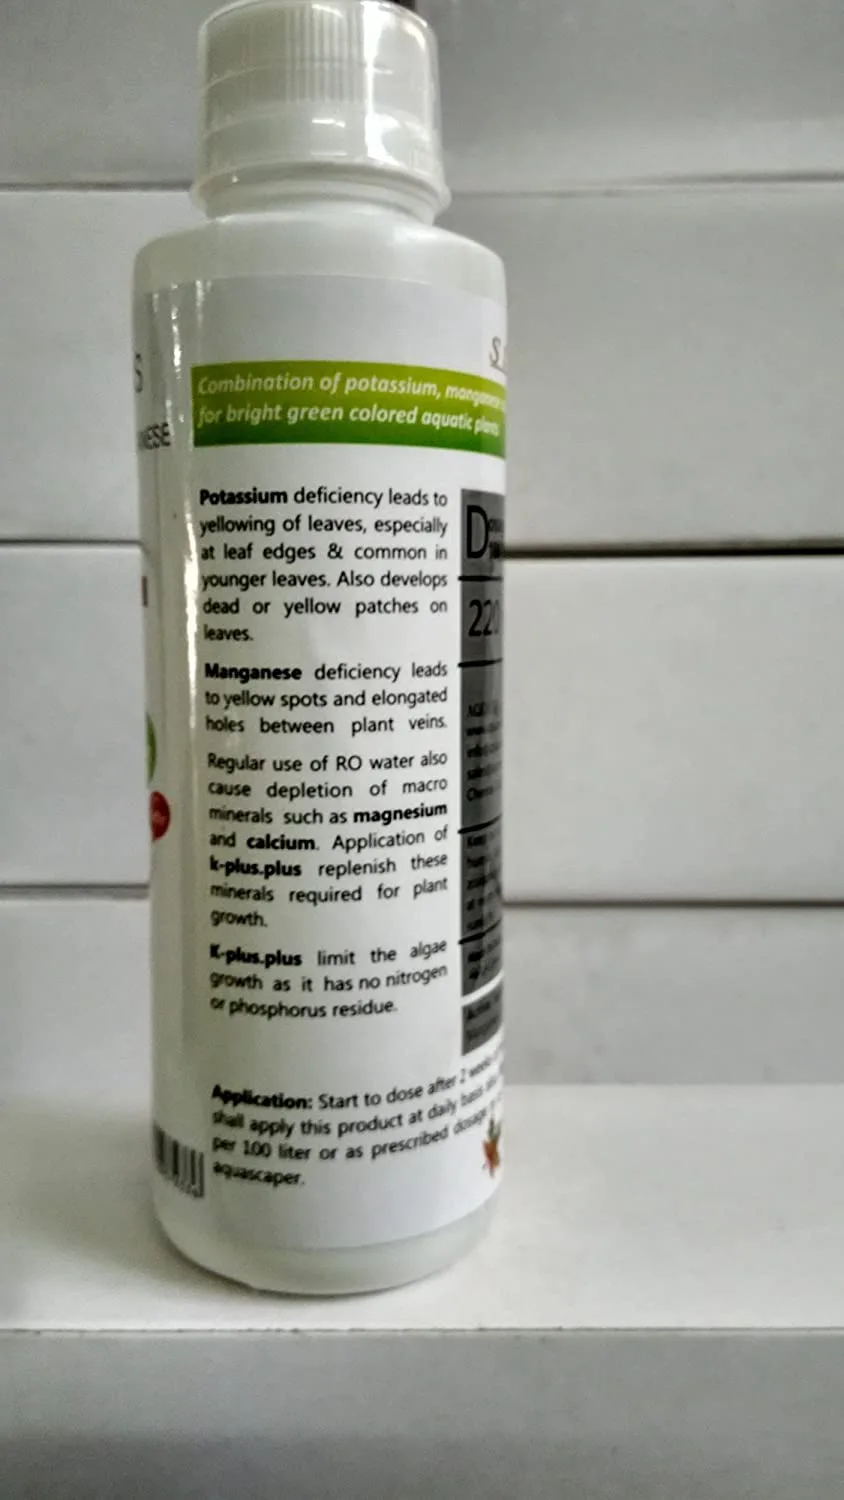 Combination of potassium, manganese
for bright green colored aquatic plants
NESE
Potassium deficiency leads to
yellowing of leaves, especially
at leaf edges & common in
younger leaves. Also develops
dead or yellow patches on
leaves.
Manganese deficiency leads
to yellow spots and elongated
holes between plant veins.
Regular use of RO water also
cause depletion of macro
minerals such as magnesium
and calcium. Application of
k-plus.plus replenish these
minerals required for plant
growth.
K-plus.plus limit the algae
growth as it has no nitrogen
or phosphorus residue.
Application: Start to dose after 2 weeks
shall apply this product at daily basis
per 100 liter or as prescribed dosage
aquascaper.
220